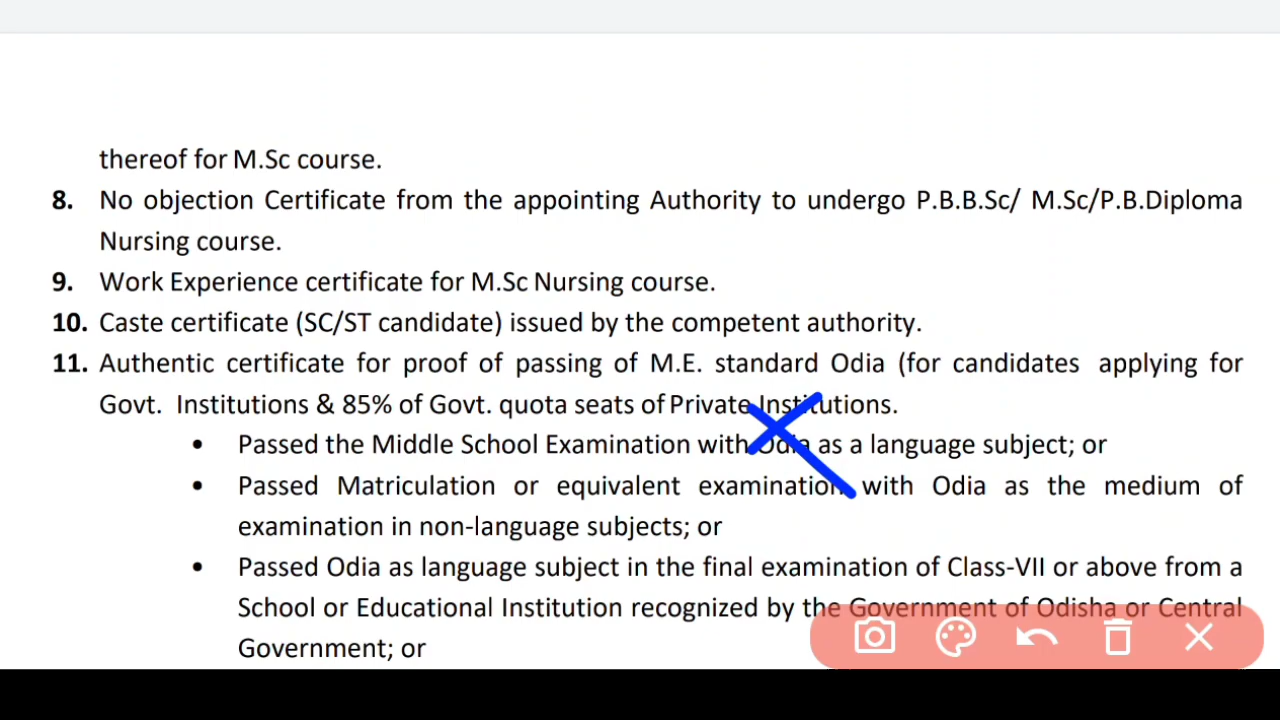 thereof for M.Sc course.
8. No objection Certificate from the appointing Authority to undergo P.B.B.Sc/ M.Sc/P.B.Diploma
Nursing course.
9. Work Experience certificate for M.Sc Nursing course.
10. Caste certificate (SC/ST candidate) issued by the competent authority.
11. Authentic certificate for proof of passing of M.E. standard Odia (for candidates applying for
Govt. Institutions & 85% of Govt. quota seats of Private Institutions.
• Passed the Middle School Examination with Odia as a language subject; or
• Passed Matriculation or equivalent examination with Odia as the medium of
examination in non-language subjects; or
• Passed Odia as language subject in the final examination of Class-VII or above from a
School or Educational Institution recognized by the Government of Odisha or Central
Government; or